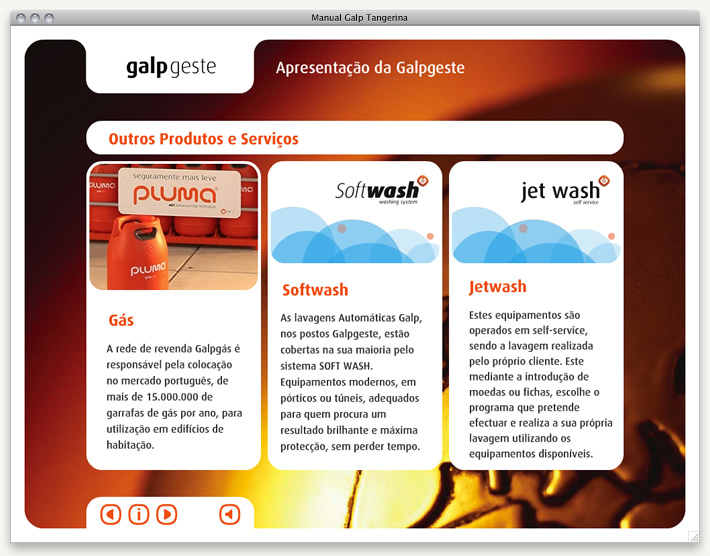 Manual Galp Tangerina
galp geste
Apresentação da Galpgeste
Outros Produtos e Serviços
seguramente mais leve
PLUMA
PLUMA
PLUMA
Softwash
washing system
jet wash
self service
Gás
A rede de revenda Galpgás é
responsável pela colocação
no mercado português, de
mais de 15.000.000 de
garrafas de gás por ano, para
utilização em edifícios de
habitação.
Softwash
As lavagens Automáticas Galp,
nos postos Galpgeste, estão
cobertas na sua maioria pelo
sistema SOFT WASH.
Equipamentos modernos, em
pórticos ou túneis, adequados
para quem procura um
resultado brilhante e máxima
protecção, sem perder tempo.
Jetwash
Estes equipamentos são
operados em self-service,
sendo a lavagem realizada
pelo próprio cliente. Este
mediante a introdução de
moedas ou fichas, escolhe o
programa que pretende
efectuar e realiza a sua própria
lavagem utilizando os
equipamentos disponíveis.